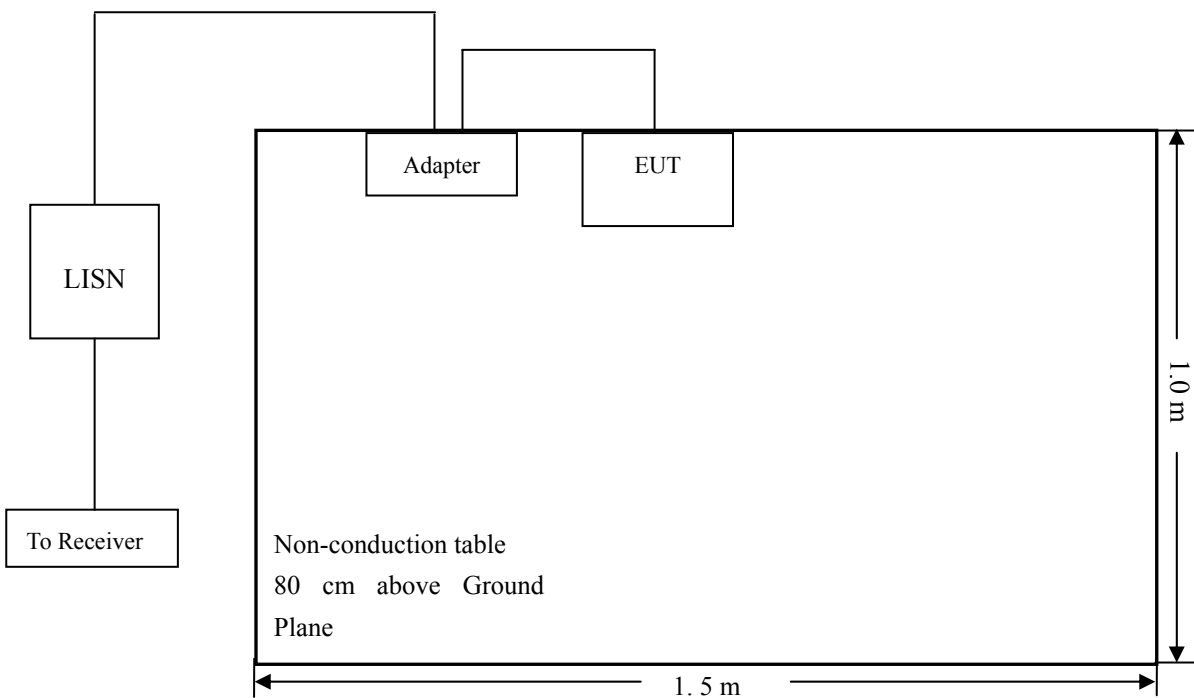 Adapter
EUT
LISN
1.0 m
To Receiver
Non-conduction table
80 cm above Ground
Plane
1. 5 m